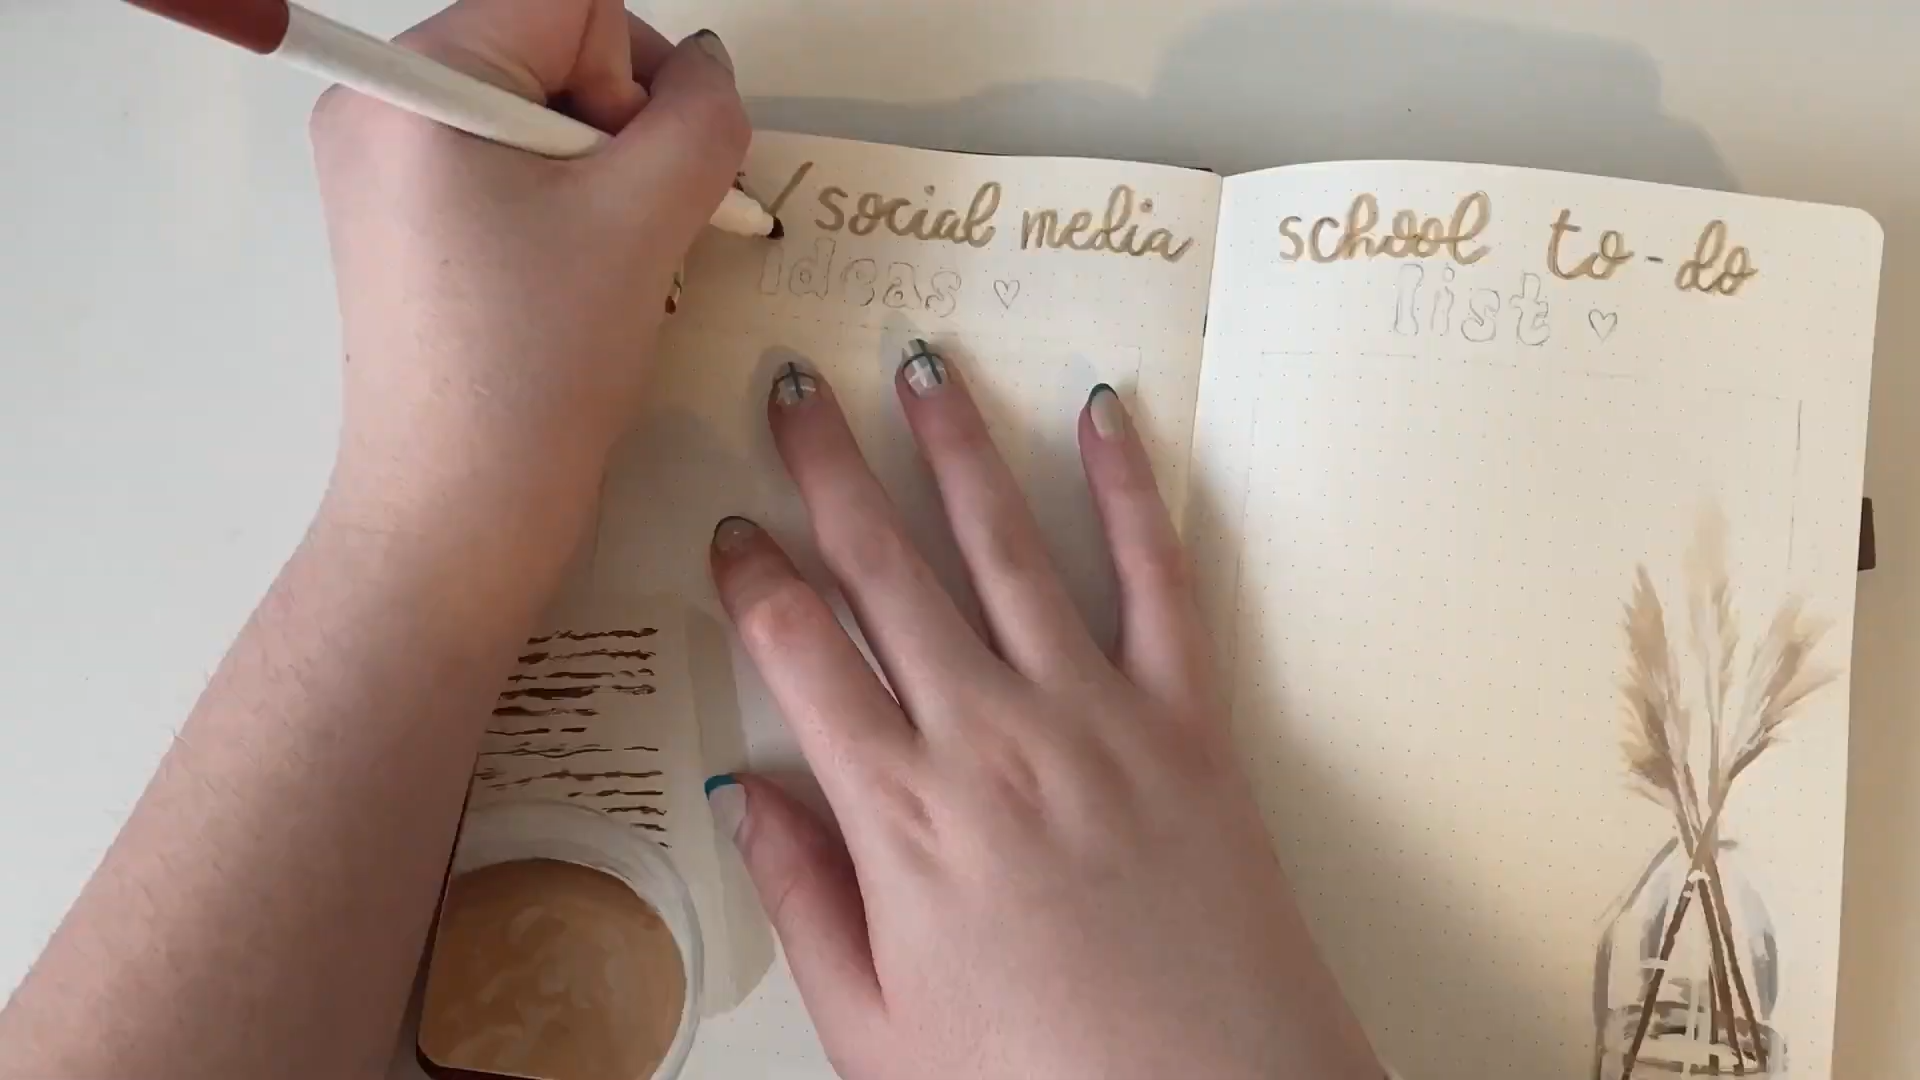 /social media
ideas ♡
school to-do
list ♡